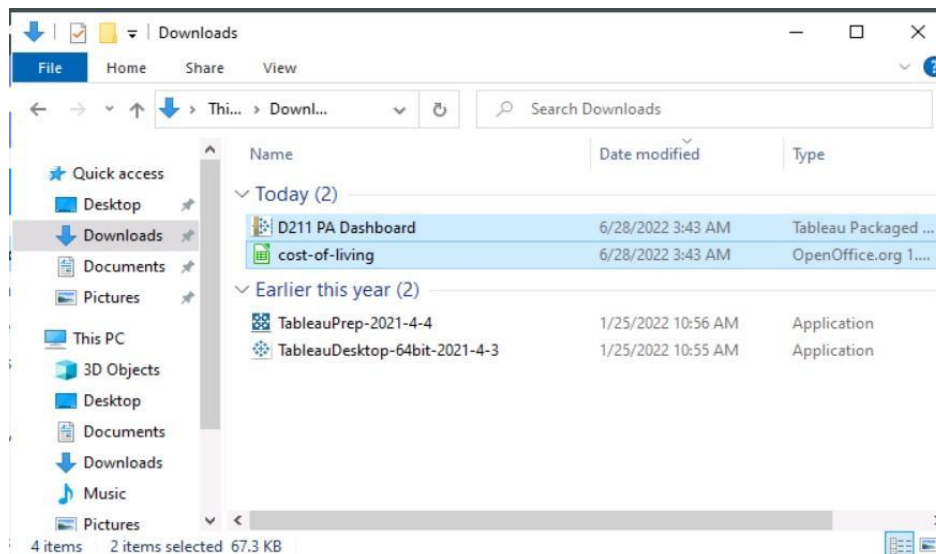 Downloads
File Home Share View
Thi... Downl... Search Downloads
Name Date modified Type
Quick access
Desktop
Downloads
Documents
Pictures
This PC
3D Objects
Desktop
Documents
Downloads
Music
Pictures
Today (2)
D211 PA Dashboard 6/28/2022 3:43 AM Tableau Packaged ...
cost-of-living 6/28/2022 3:43 AM OpenOffice.org 1....
Earlier this year (2)
TableauPrep-2021-4-4 1/25/2022 10:56 AM Application
TableauDesktop-64bit-2021-4-3 1/25/2022 10:55 AM Application
4 items 2 items selected 67.3 KB